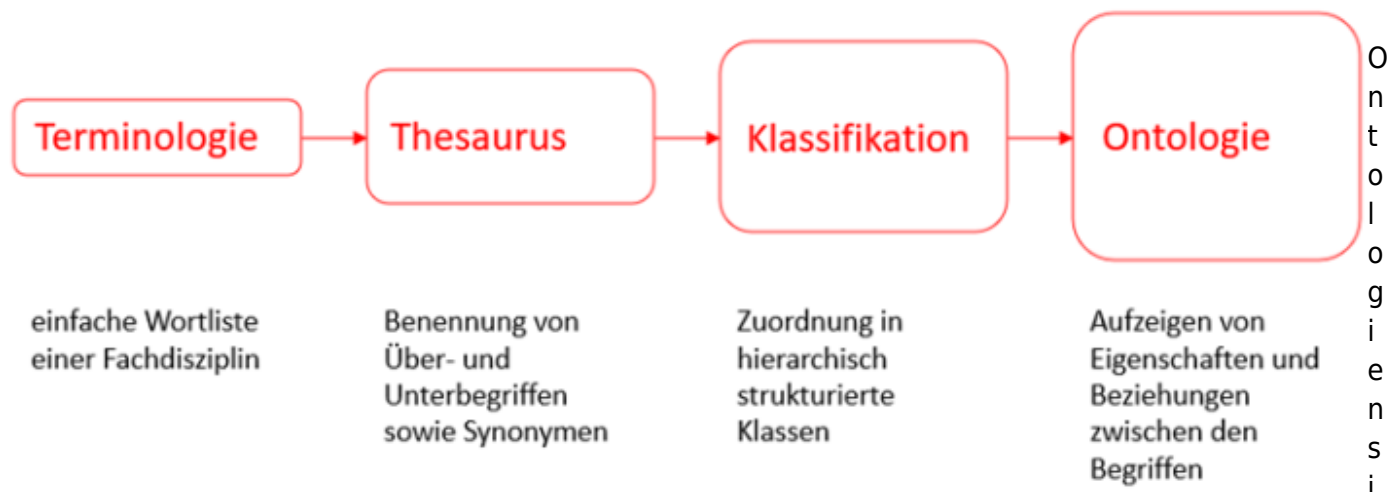 Terminologie
Thesaurus
Klassifikation
Ontologie
einfache Wortliste
einer Fachdisziplin
Benennung von
Über- und
Unterbegriffen
sowie Synonymen
Zuordnung in
hierarchisch
strukturierte
Klassen
Aufzeigen von
Eigenschaften und
Beziehungen
zwischen den
Begriffen
O
n
t
o
l
o
g
i
e
n
s
i